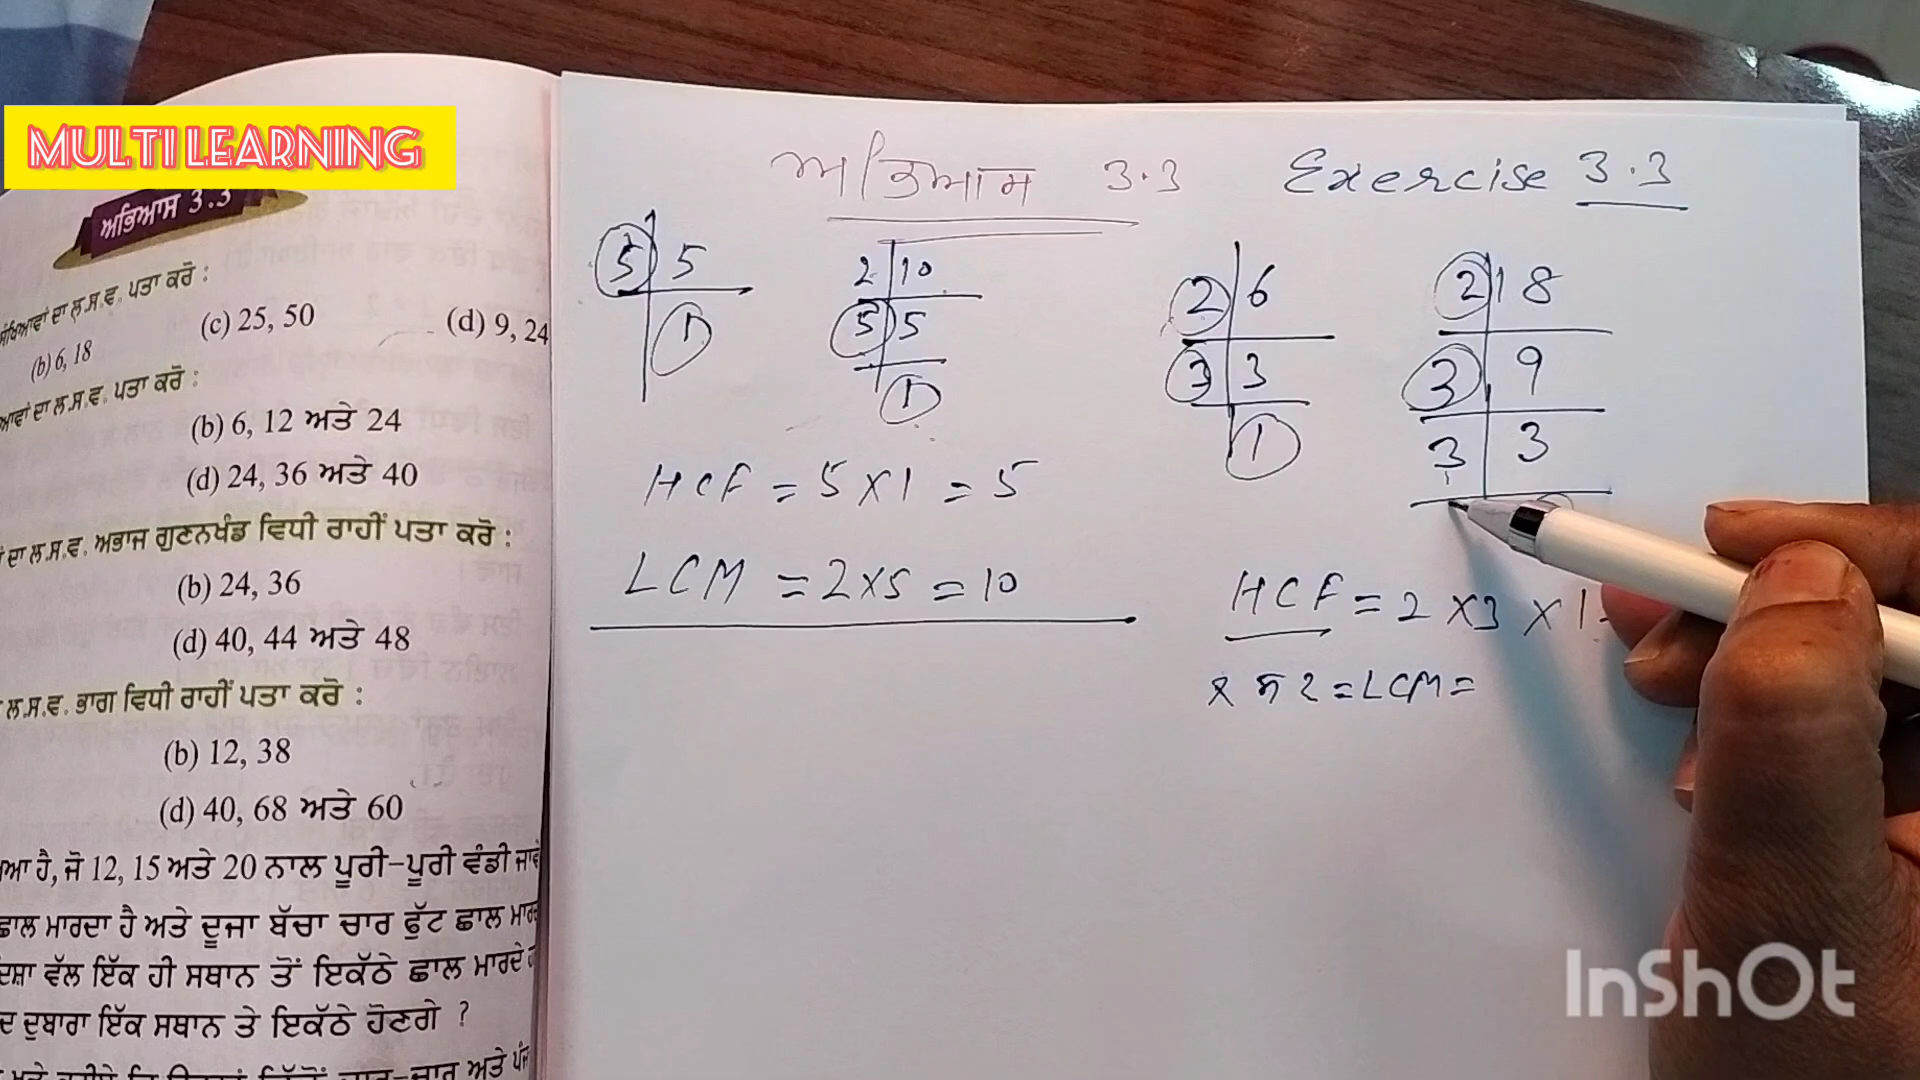 MULTI LEARNING
ਅਭਿਆਸ 3.3
ਸੰਖਿਆਵਾਂ ਦਾ ਲ.ਸ.ਵ. ਪਤਾ ਕਰੋ :
(b) 6, 18 (c) 25, 50 (d) 9, 24
ਦਾ ਲ.ਸ.ਵ. ਪਤਾ ਕਰੋ :
(b) 6, 12 ਅਤੇ 24
(d) 24, 36 ਅਤੇ 40
ਦਾ ਲ.ਸ.ਵ. ਅਭਾਜ ਗੁਣਨਖੰਡ ਵਿਧੀ ਰਾਹੀਂ ਪਤਾ ਕਰੋ :
(b) 24, 36
(d) 40, 44 ਅਤੇ 48
ਲ.ਸ.ਵ. ਭਾਗ ਵਿਧੀ ਰਾਹੀਂ ਪਤਾ ਕਰੋ :
(b) 12, 38
(d) 40, 68 ਅਤੇ 60
ਹੈ, ਜੋ 12, 15 ਅਤੇ 20 ਨਾਲ ਪੂਰੀ-ਪੂਰੀ ਵੰਡੀ ਜਾਵੇ
ਛਾਲ ਮਾਰਦਾ ਹੈ ਅਤੇ ਦੂਜਾ ਬੱਚਾ ਚਾਰ ਫੁੱਟ ਛਾਲ
ਵੱਲ ਇੱਕ ਹੀ ਸਥਾਨ ਤੋਂ ਇਕੱਠੇ ਛਾਲ ਮਾਰਦੇ
ਦੁਬਾਰਾ ਇੱਕ ਸਥਾਨ ਤੇ ਇਕੱਠੇ ਹੋਣਗੇ ?
ਅਤੇ
ਅਭਿਆਸ 3.3 Exercise 3.3
5 5
1
2 10
5 5
1
HCF = 5 X 1 = 5
LCM = 2 X 5 = 10
2 6
3 3
1
2 18
3 9
3 3
HCF = 2 X 3 X 1
= LCM =
InShOt